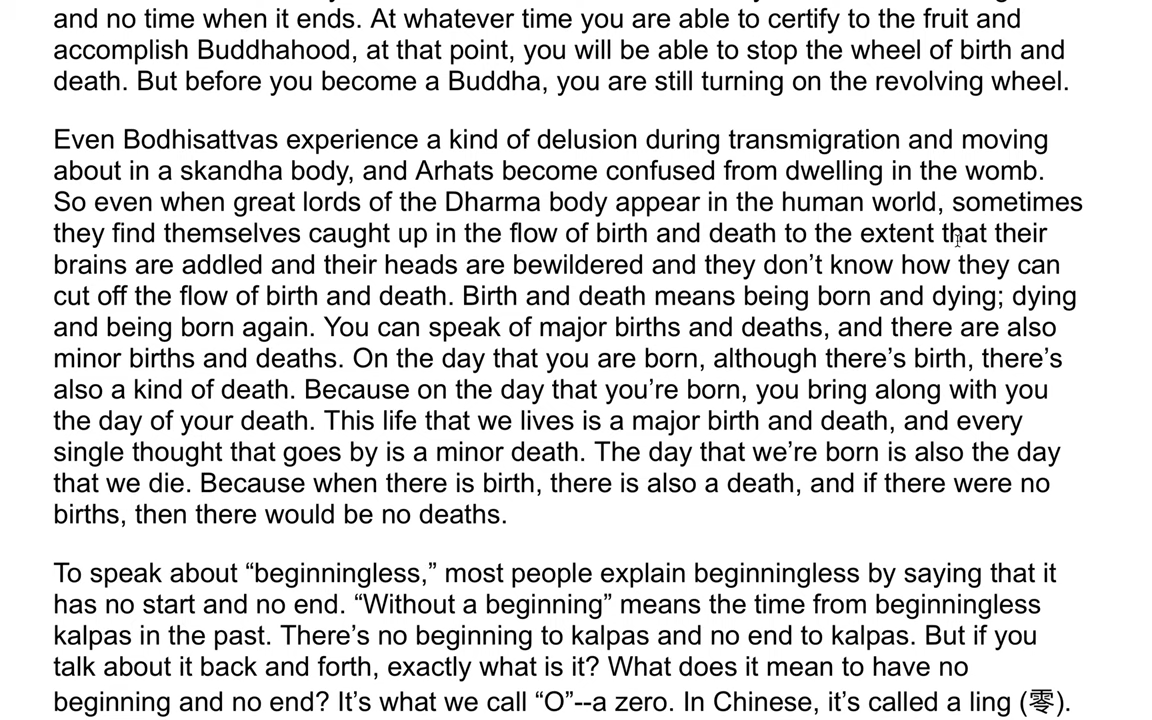 and no time when it ends. At whatever time you are able to certify to the fruit and
accomplish Buddhahood, at that point, you will be able to stop the wheel of birth and
death. But before you become a Buddha, you are still turning on the revolving wheel.
Even Bodhisattvas experience a kind of delusion during transmigration and moving
about in a skandha body, and Arhats become confused from dwelling in the womb.
So even when great lords of the Dharma body appear in the human world, sometimes
they find themselves caught up in the flow of birth and death to the extent that their
brains are addled and their heads are bewildered and they don’t know how they can
cut off the flow of birth and death. Birth and death means being born and dying; dying
and being born again. You can speak of major births and deaths, and there are also
minor births and deaths. On the day that you are born, although there’s birth, there’s
also a kind of death. Because on the day that you’re born, you bring along with you
the day of your death. This life that we lives is a major birth and death, and every
single thought that goes by is a minor death. The day that we’re born is also the day
that we die. Because when there is birth, there is also a death, and if there were no
births, then there would be no deaths.
To speak about “beginningless,” most people explain beginningless by saying that it
has no start and no end. “Without a beginning” means the time from beginningless
kalpas in the past. There’s no beginning to kalpas and no end to kalpas. But if you
talk about it back and forth, exactly what is it? What does it mean to have no
beginning and no end? It’s what we call “O”--a zero. In Chinese, it’s called a ling (零).